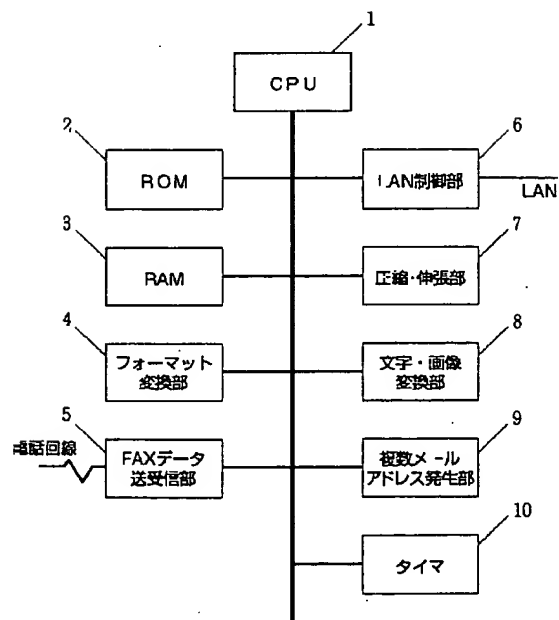 1
CPU
2
ROM
6
LAN制御部
LAN
3
RAM
7
圧縮・伸張部
4
フォーマット
変換部
8
文字・画像
変換部
5
電話回線
FAXデータ
送受信部
9
複数メール
アドレス発生部
10
タイマ